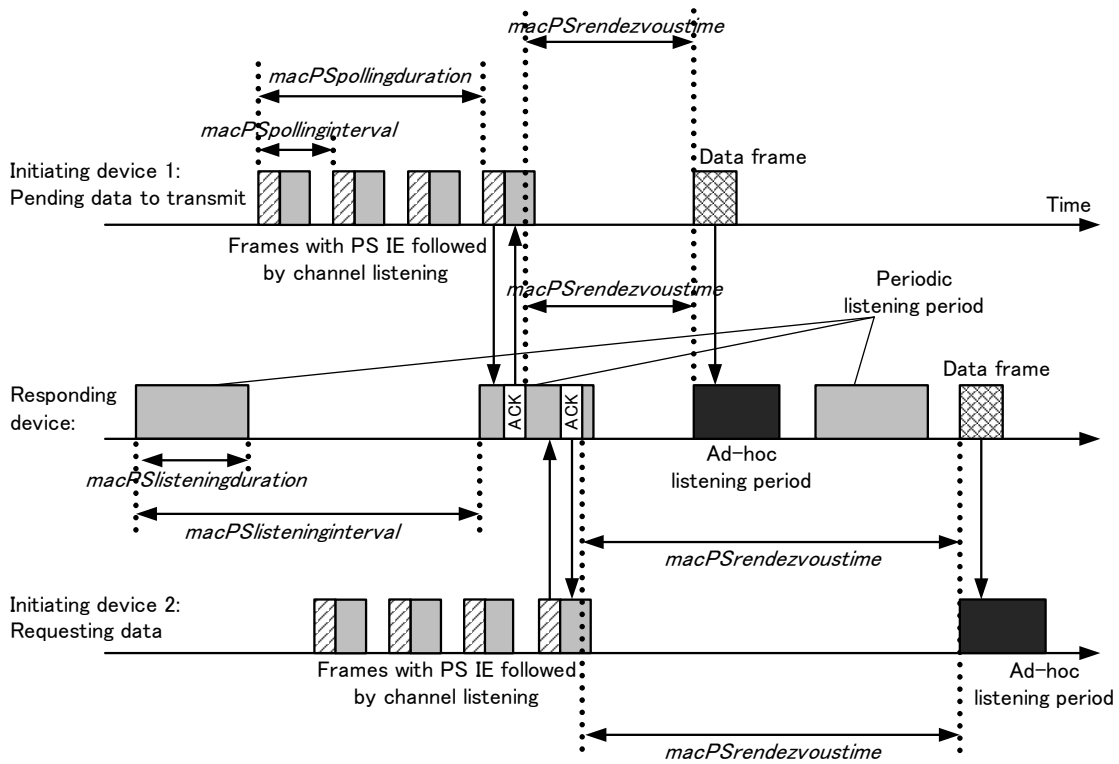 macPSrendezvoustime
macPSpollingduration
macPSpollinginterval
Initiating device 1:
Pending data to transmit
Data frame
Time
Frames with PS IE followed
by channel listening
macPSrendezvoustime
Periodic
listening period
Responding
device:
ACK
ACK
Data frame
Ad-hoc
listening period
macPSlisteningduration
macPSlisteninginterval
macPSrendezvoustime
Initiating device 2:
Requesting data
Frames with PS IE followed
by channel listening
Ad-hoc
listening period
macPSrendezvoustime